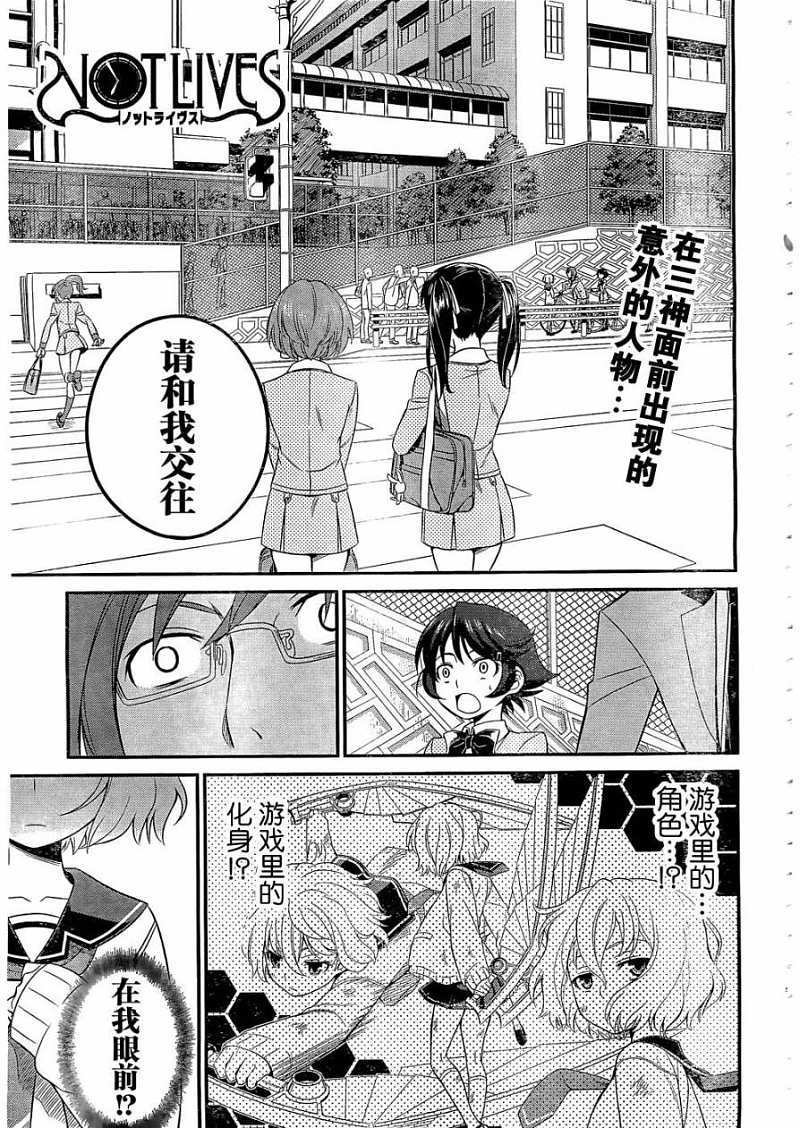 NOT LIVES
ノットライヴス
在三神面前出现的
意外的人物…
请和我交往
游戏里的…
角色…!?
游戏里的
化身!?
在我眼前!?